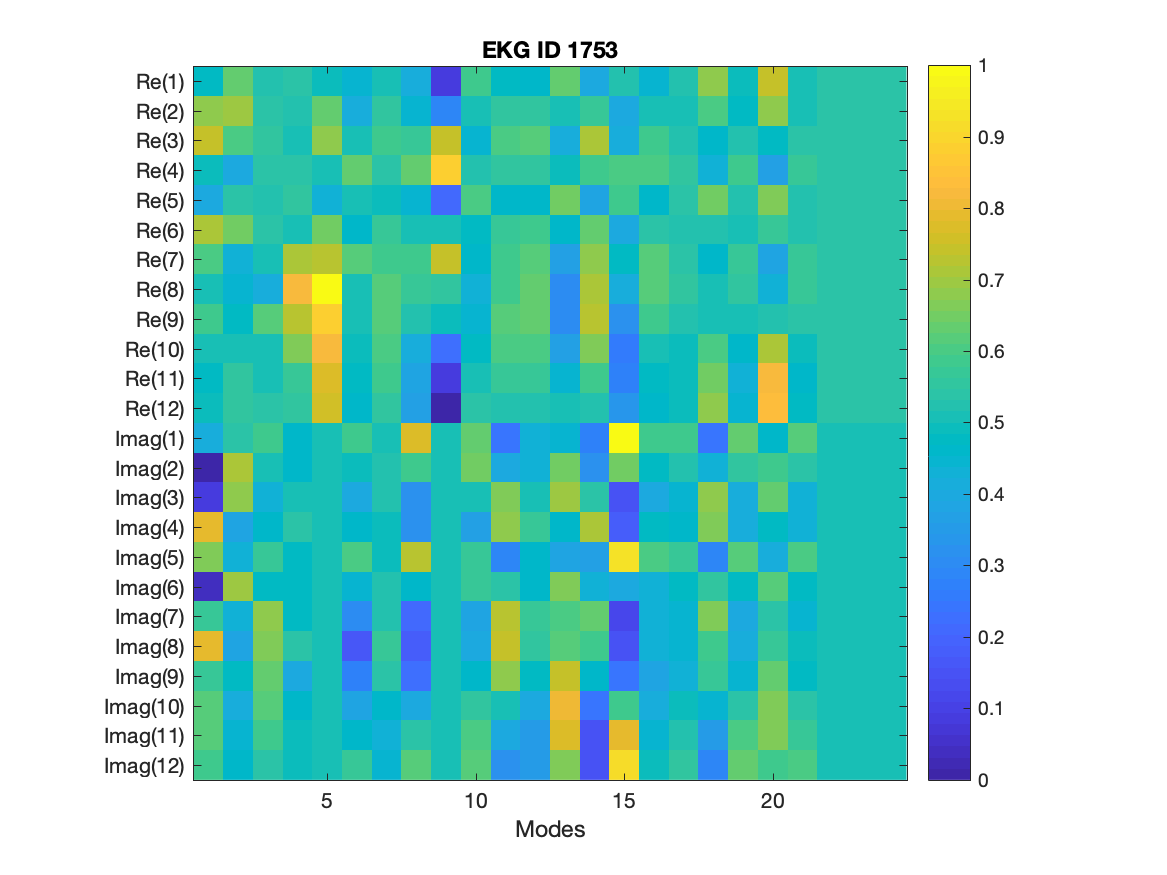 EKG ID 1753
Re(1)
Re(2)
Re(3)
Re(4)
Re(5)
Re(6)
Re(7)
Re(8)
Re(9)
Re(10)
Re(11)
Re(12)
Imag(1)
Imag(2)
Imag(3)
Imag(4)
Imag(5)
Imag(6)
Imag(7)
Imag(8)
Imag(9)
Imag(10)
Imag(11)
Imag(12)
5 10 15 20
Modes
1
0.9
0.8
0.7
0.6
0.5
0.4
0.3
0.2
0.1
0